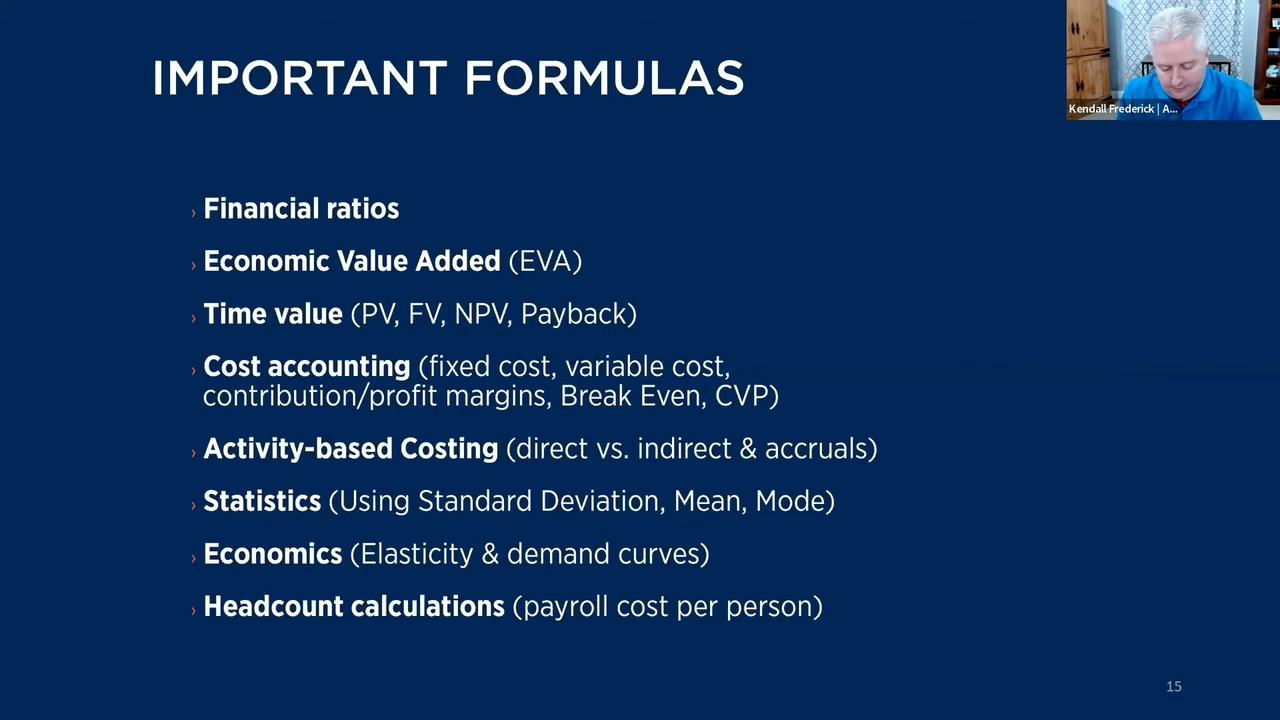 IMPORTANT FORMULAS
Kendall Frederick | A...
› Financial ratios
› Economic Value Added (EVA)
› Time value (PV, FV, NPV, Payback)
› Cost accounting (fixed cost, variable cost,
contribution/profit margins, Break Even, CVP)
› Activity-based Costing (direct vs. indirect & accruals)
› Statistics (Using Standard Deviation, Mean, Mode)
› Economics (Elasticity & demand curves)
› Headcount calculations (payroll cost per person)
15